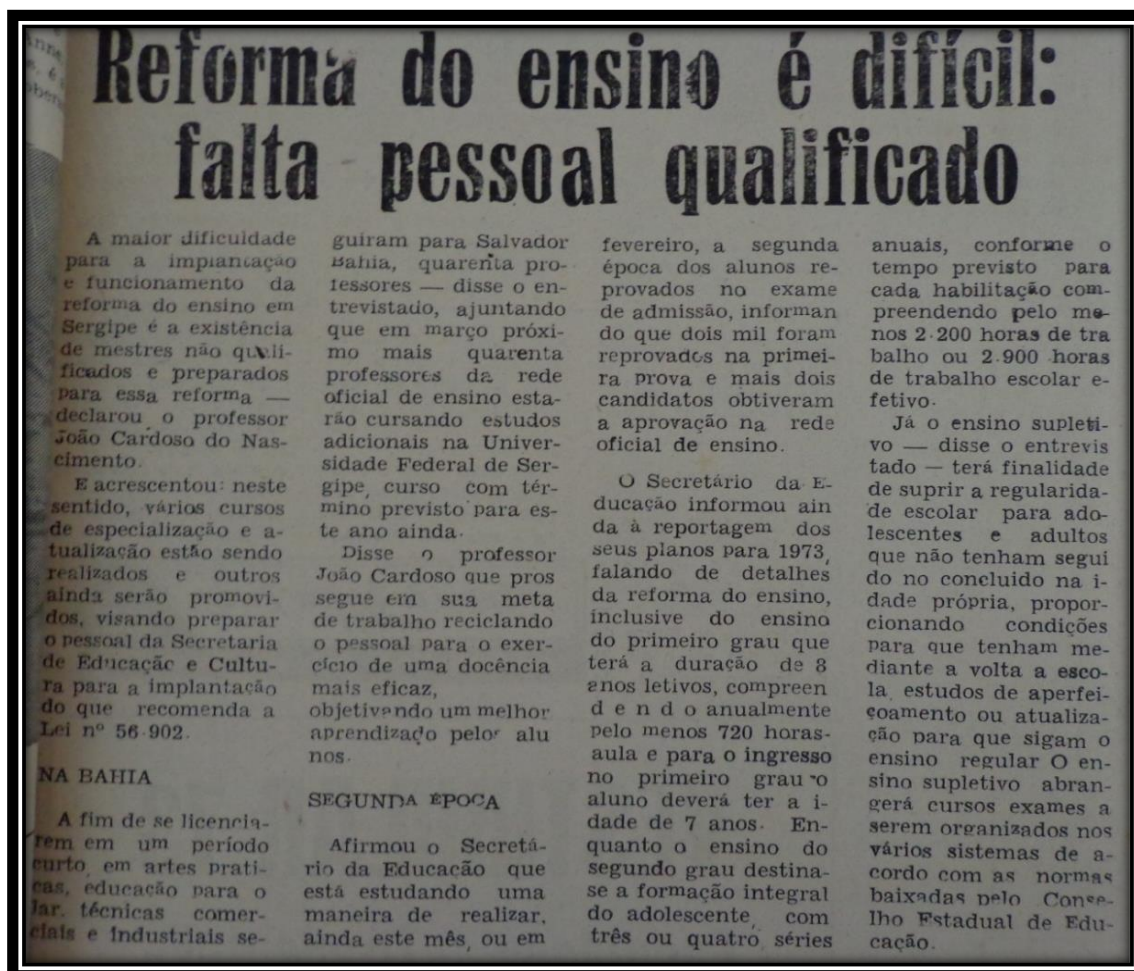 Reforma do ensino é difícil:
falta pessoal qualificado
A maior dificuldade
para a implantação
e funcionamento da
reforma do ensino em
Sergipe é a existência
de mestres não quali-
ficados e preparados
para essa reforma —
declarou o professor
João Cardoso do Nas-
cimento.
E acrescentou: neste
sentido, vários cursos
de especialização e a-
tualização estão sendo
realizados e outros
ainda serão promovi-
dos, visando preparar
o pessoal da Secretaria
de Educação e Cultu-
ra para a implantação
do que recomenda a
Lei nº 56.902.
NA BAHIA
A fim de se licencia-
rem em um período
curto, em artes prati-
cas, educação para o
lar, técnicas comer-
ciais e industriais se-
guiram para Salvador
Bahia, quarenta pro-
fessores — disse o en-
trevistado, ajuntando
que em março próxi-
mo mais quarenta
professores da rede
oficial de ensino esta-
rão cursando estudos
adicionais na Univer-
sidade Federal de Ser-
gipe, curso com tér-
mino previsto para es-
te ano ainda.
Disse o professor
João Cardoso que pros
segue em sua meta
de trabalho reciclando
o pessoal para o exer-
cício de uma docência
mais eficaz,
objetivando um melhor
aprendizado pelos alu
nos.
SEGUNDA ÉPOCA
Afirmou o Secretá-
rio da Educação que
está estudando uma
maneira de realizar,
ainda este mês, ou em
fevereiro, a segunda
época dos alunos re-
provados no exame
de admissão, informan
do que dois mil foram
reprovados na primei-
ra prova e mais dois
candidatos obtiveram
a aprovação na rede
oficial de ensino.
O Secretário da E-
ducação informou ain
da à reportagem dos
seus planos para 1973,
falando de detalhes
da reforma do ensino,
inclusive do ensino
do primeiro grau que
terá a duração de 8
anos letivos, compreen
d e n d o anualmente
pelo menos 720 horas-
aula e para o ingresso
no primeiro grau o
aluno deverá ter a i-
dade de 7 anos. En-
quanto o ensino do
segundo grau destina-
se a formação integral
do adolescente, com
três ou quatro séries
anuais, conforme o
tempo previsto para
cada habilitação com-
preendendo pelo me-
nos 2.200 horas de tra
balho ou 2.900 horas
de trabalho escolar e-
fetivo.
Já o ensino supleti-
vo — disse o entrevis
tado — terá finalidade
de suprir a regularida-
de escolar para ado-
lescentes e adultos
que não tenham segui
do no concluido na i-
dade própria, propor-
cionando condições
para que tenham me-
diante a volta a esco-
la, estudos de aperfei-
çoamento ou atualiza-
ção para que sigam o
ensino regular O en-
sino supletivo abran-
gerá cursos exames a
serem organizados nos
vários sistemas de a-
cordo com as normas
baixadas pelo Conse-
lho Estadual de Edu-
cação.